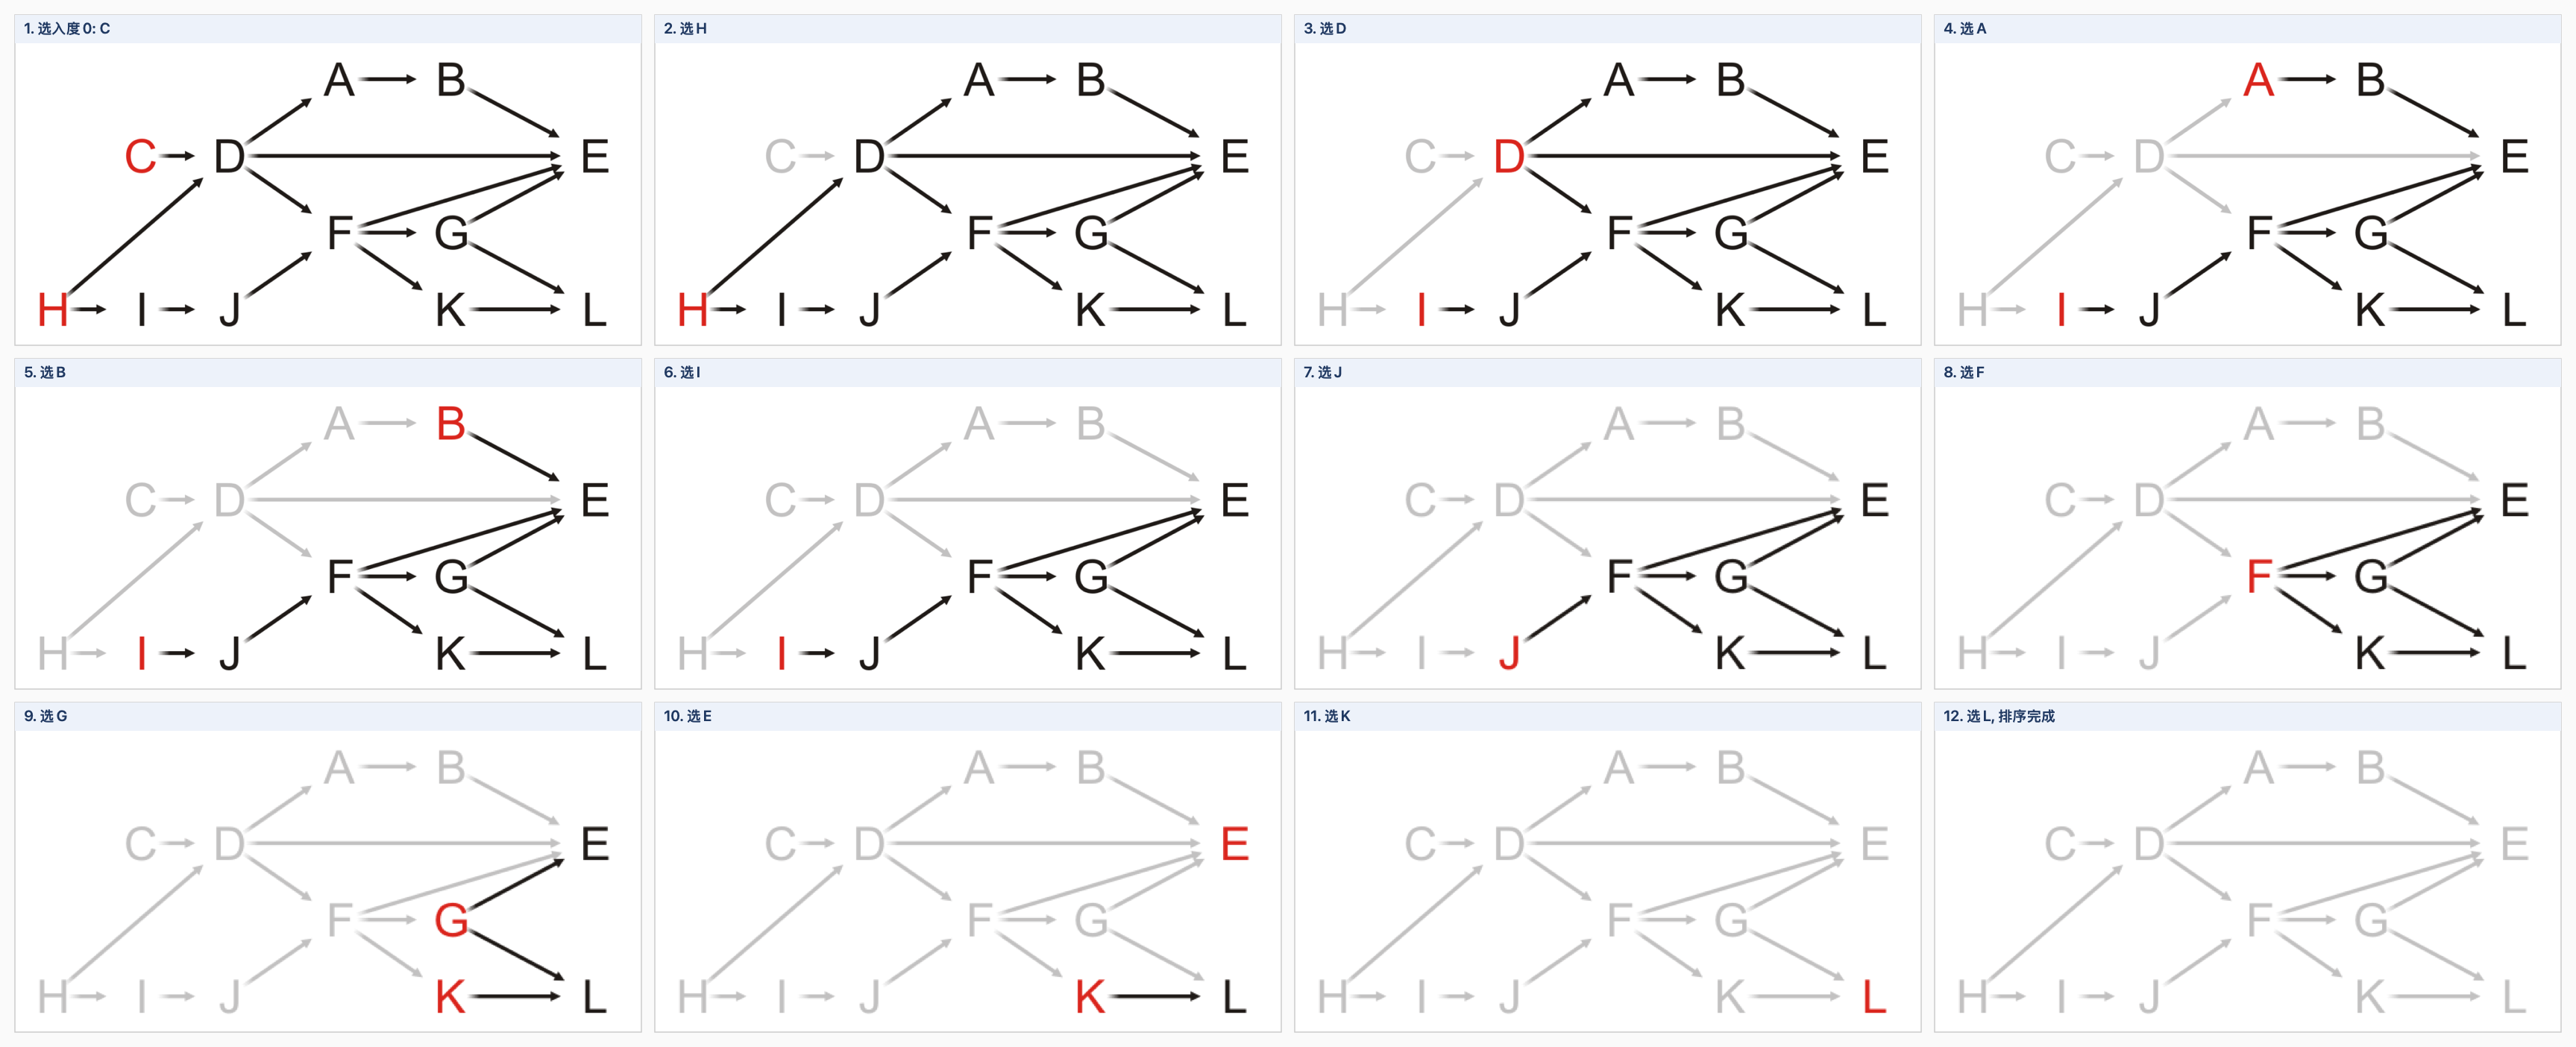 1. 选入度 0: C
A B
C D E
F G
H I J K L
2. 选 H
A B
C D E
F G
H I J K L
3. 选 D
A B
C D E
F G
H I J K L
4. 选 A
A B
C D E
F G
H I J K L
5. 选 B
A B
C D E
F G
H I J K L
6. 选 I
A B
C D E
F G
H I J K L
7. 选 J
A B
C D E
F G
H I J K L
8. 选 F
A B
C D E
F G
H I J K L
9. 选 G
A B
C D E
F G
H I J K L
10. 选 E
A B
C D E
F G
H I J K L
11. 选 K
A B
C D E
F G
H I J K L
12. 选 L, 排序完成
A B
C D E
F G
H I J K L